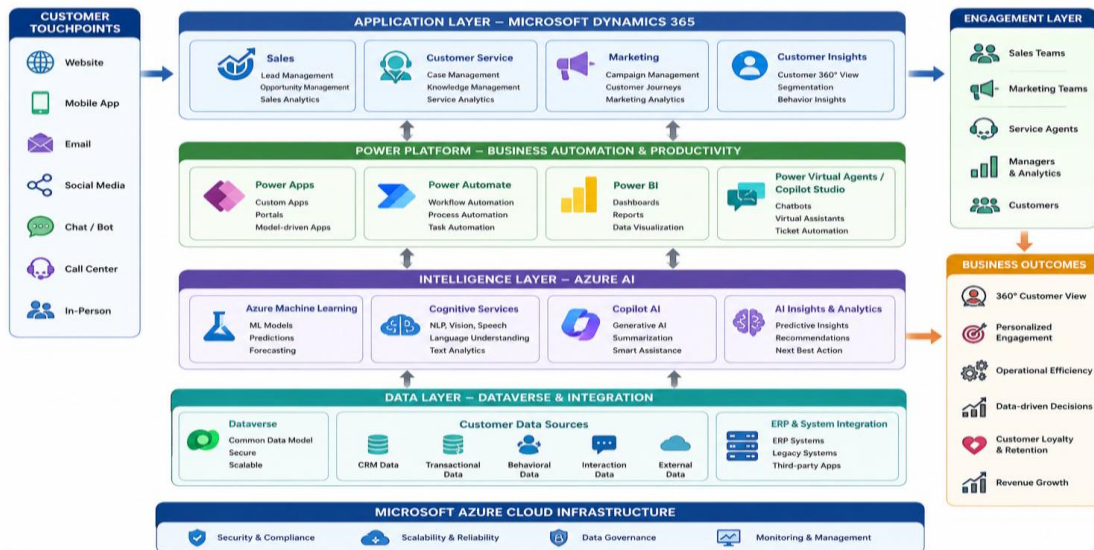 CUSTOMER
TOUCHPOINTS
Website
Mobile App
Email
Social Media
Chat / Bot
Call Center
In-Person
APPLICATION LAYER – MICROSOFT DYNAMICS 365
Sales
Lead Management
Opportunity Management
Sales Analytics
Customer Service
Case Management
Knowledge Management
Service Analytics
Marketing
Campaign Management
Customer Journeys
Marketing Analytics
Customer Insights
Customer 360° View
Segmentation
Behavior Insights
POWER PLATFORM – BUSINESS AUTOMATION & PRODUCTIVITY
Power Apps
Custom Apps
Portals
Model-driven Apps
Power Automate
Workflow Automation
Process Automation
Task Automation
Power BI
Dashboards
Reports
Data Visualization
Power Virtual Agents /
Copilot Studio
Chatbots
Virtual Assistants
Ticket Automation
INTELLIGENCE LAYER – AZURE AI
Azure Machine Learning
ML Models
Predictions
Forecasting
Cognitive Services
NLP, Vision, Speech
Language Understanding
Text Analytics
Copilot AI
Generative AI
Summarization
Smart Assistance
AI Insights & Analytics
Predictive Insights
Recommendations
Next Best Action
DATA LAYER – DATAVERSE & INTEGRATION
Dataverse
Common Data Model
Secure
Scalable
Customer Data Sources
CRM Data
Transactional
Data
Behavioral
Data
Interaction
Data
External
Data
ERP & System Integration
ERP Systems
Legacy Systems
Third-party Apps
MICROSOFT AZURE CLOUD INFRASTRUCTURE
Security & Compliance
Scalability & Reliability
Data Governance
Monitoring & Management
ENGAGEMENT LAYER
Sales Teams
Marketing Teams
Service Agents
Managers
& Analytics
Customers
BUSINESS OUTCOMES
360° Customer View
Personalized
Engagement
Operational Efficiency
Data-driven Decisions
Customer Loyalty
& Retention
Revenue Growth